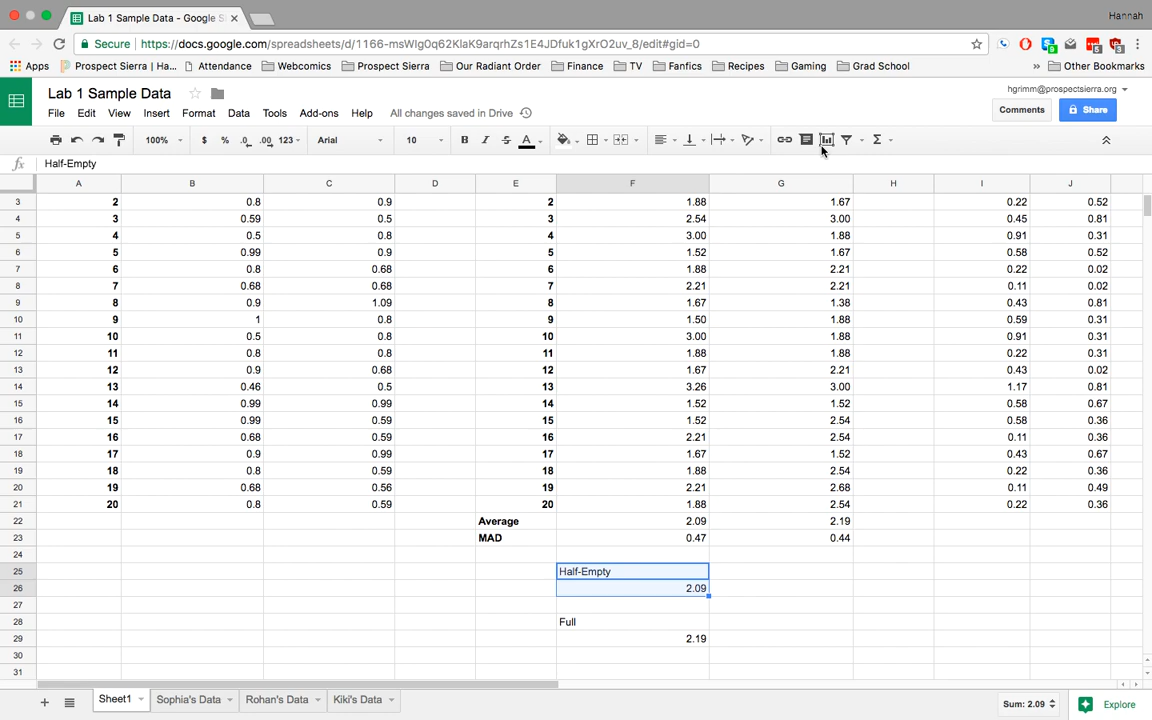 Lab 1 Sample Data - Google S
Hannah
Secure https://docs.google.com/spreadsheets/d/1166-msWIg0q62KlaK9arqrhZs1E4JDfuk1gXrO2uv_8/edit#gid=0
Apps Prospect Sierra | Ha... Attendance Webcomics Prospect Sierra Our Radiant Order Finance TV Fanfics Recipes Gaming Grad School » Other Bookmarks
Lab 1 Sample Data
hgrimm@prospectsierra.org
File Edit View Insert Format Data Tools Add-ons Help All changes saved in Drive
Comments Share
100% $ % .0 .00 123 Arial 10 B I S A Σ
fx Half-Empty
A B C D E F G H I J
3 2 0.8 0.9 2 1.88 1.67 0.22 0.52
4 3 0.59 0.5 3 2.54 3.00 0.45 0.81
5 4 0.5 0.8 4 3.00 1.88 0.91 0.31
6 5 0.99 0.9 5 1.52 1.67 0.58 0.52
7 6 0.8 0.68 6 1.88 2.21 0.22 0.02
8 7 0.68 0.68 7 2.21 2.21 0.11 0.02
9 8 0.9 1.09 8 1.67 1.38 0.43 0.81
10 9 1 0.8 9 1.50 1.88 0.59 0.31
11 10 0.5 0.8 10 3.00 1.88 0.91 0.31
12 11 0.8 0.8 11 1.88 1.88 0.22 0.31
13 12 0.9 0.68 12 1.67 2.21 0.43 0.02
14 13 0.46 0.5 13 3.26 3.00 1.17 0.81
15 14 0.99 0.99 14 1.52 1.52 0.58 0.67
16 15 0.99 0.59 15 1.52 2.54 0.58 0.36
17 16 0.68 0.59 16 2.21 2.54 0.11 0.36
18 17 0.9 0.99 17 1.67 1.52 0.43 0.67
19 18 0.8 0.59 18 1.88 2.54 0.22 0.36
20 19 0.68 0.56 19 2.21 2.68 0.11 0.49
21 20 0.8 0.59 20 1.88 2.54 0.22 0.36
22 Average 2.09 2.19
23 MAD 0.47 0.44
24
25 Half-Empty
26 2.09
27
28 Full
29 2.19
30
31
Sheet1 Sophia's Data Rohan's Data Kiki's Data Sum: 2.09 Explore